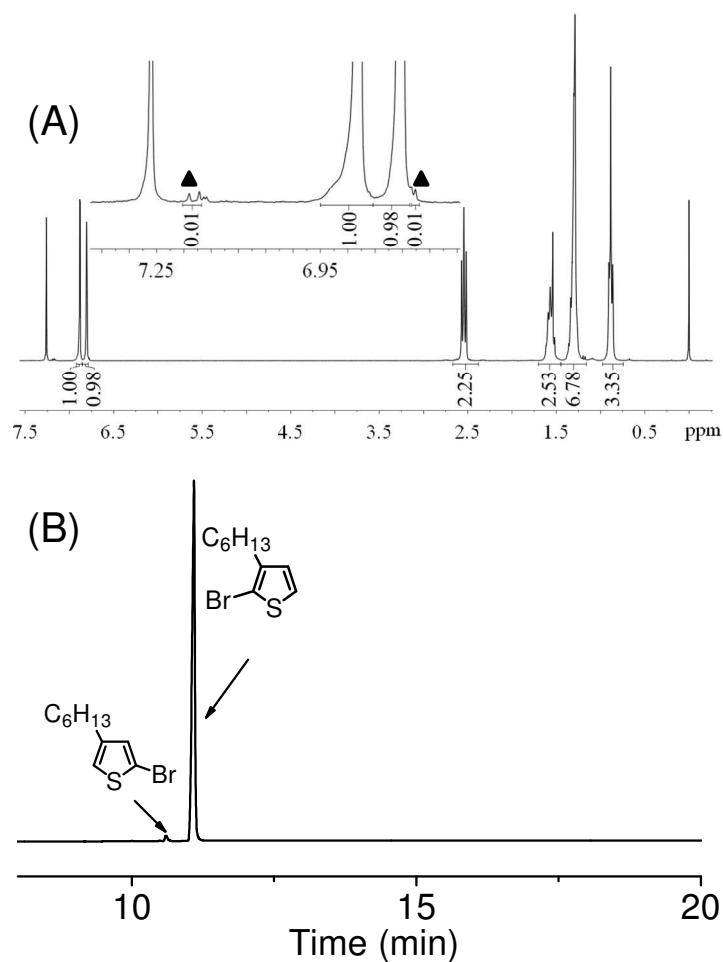 (A)
▲ ▲
0.01 1.00 0.98 0.01
7.25 6.95
1.00 0.98 2.25 2.53 6.78 3.35
7.5 6.5 5.5 4.5 3.5 2.5 1.5 0.5 ppm
(B)
C₆H₁₃
Br S
C₆H₁₃
S Br
10 15 20
Time (min)